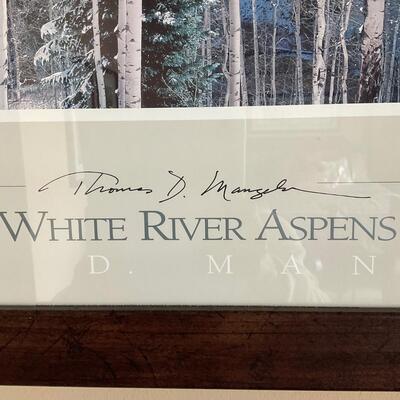 Thomas D. Mangelsen
WHITE RIVER ASPENS
D. MAN